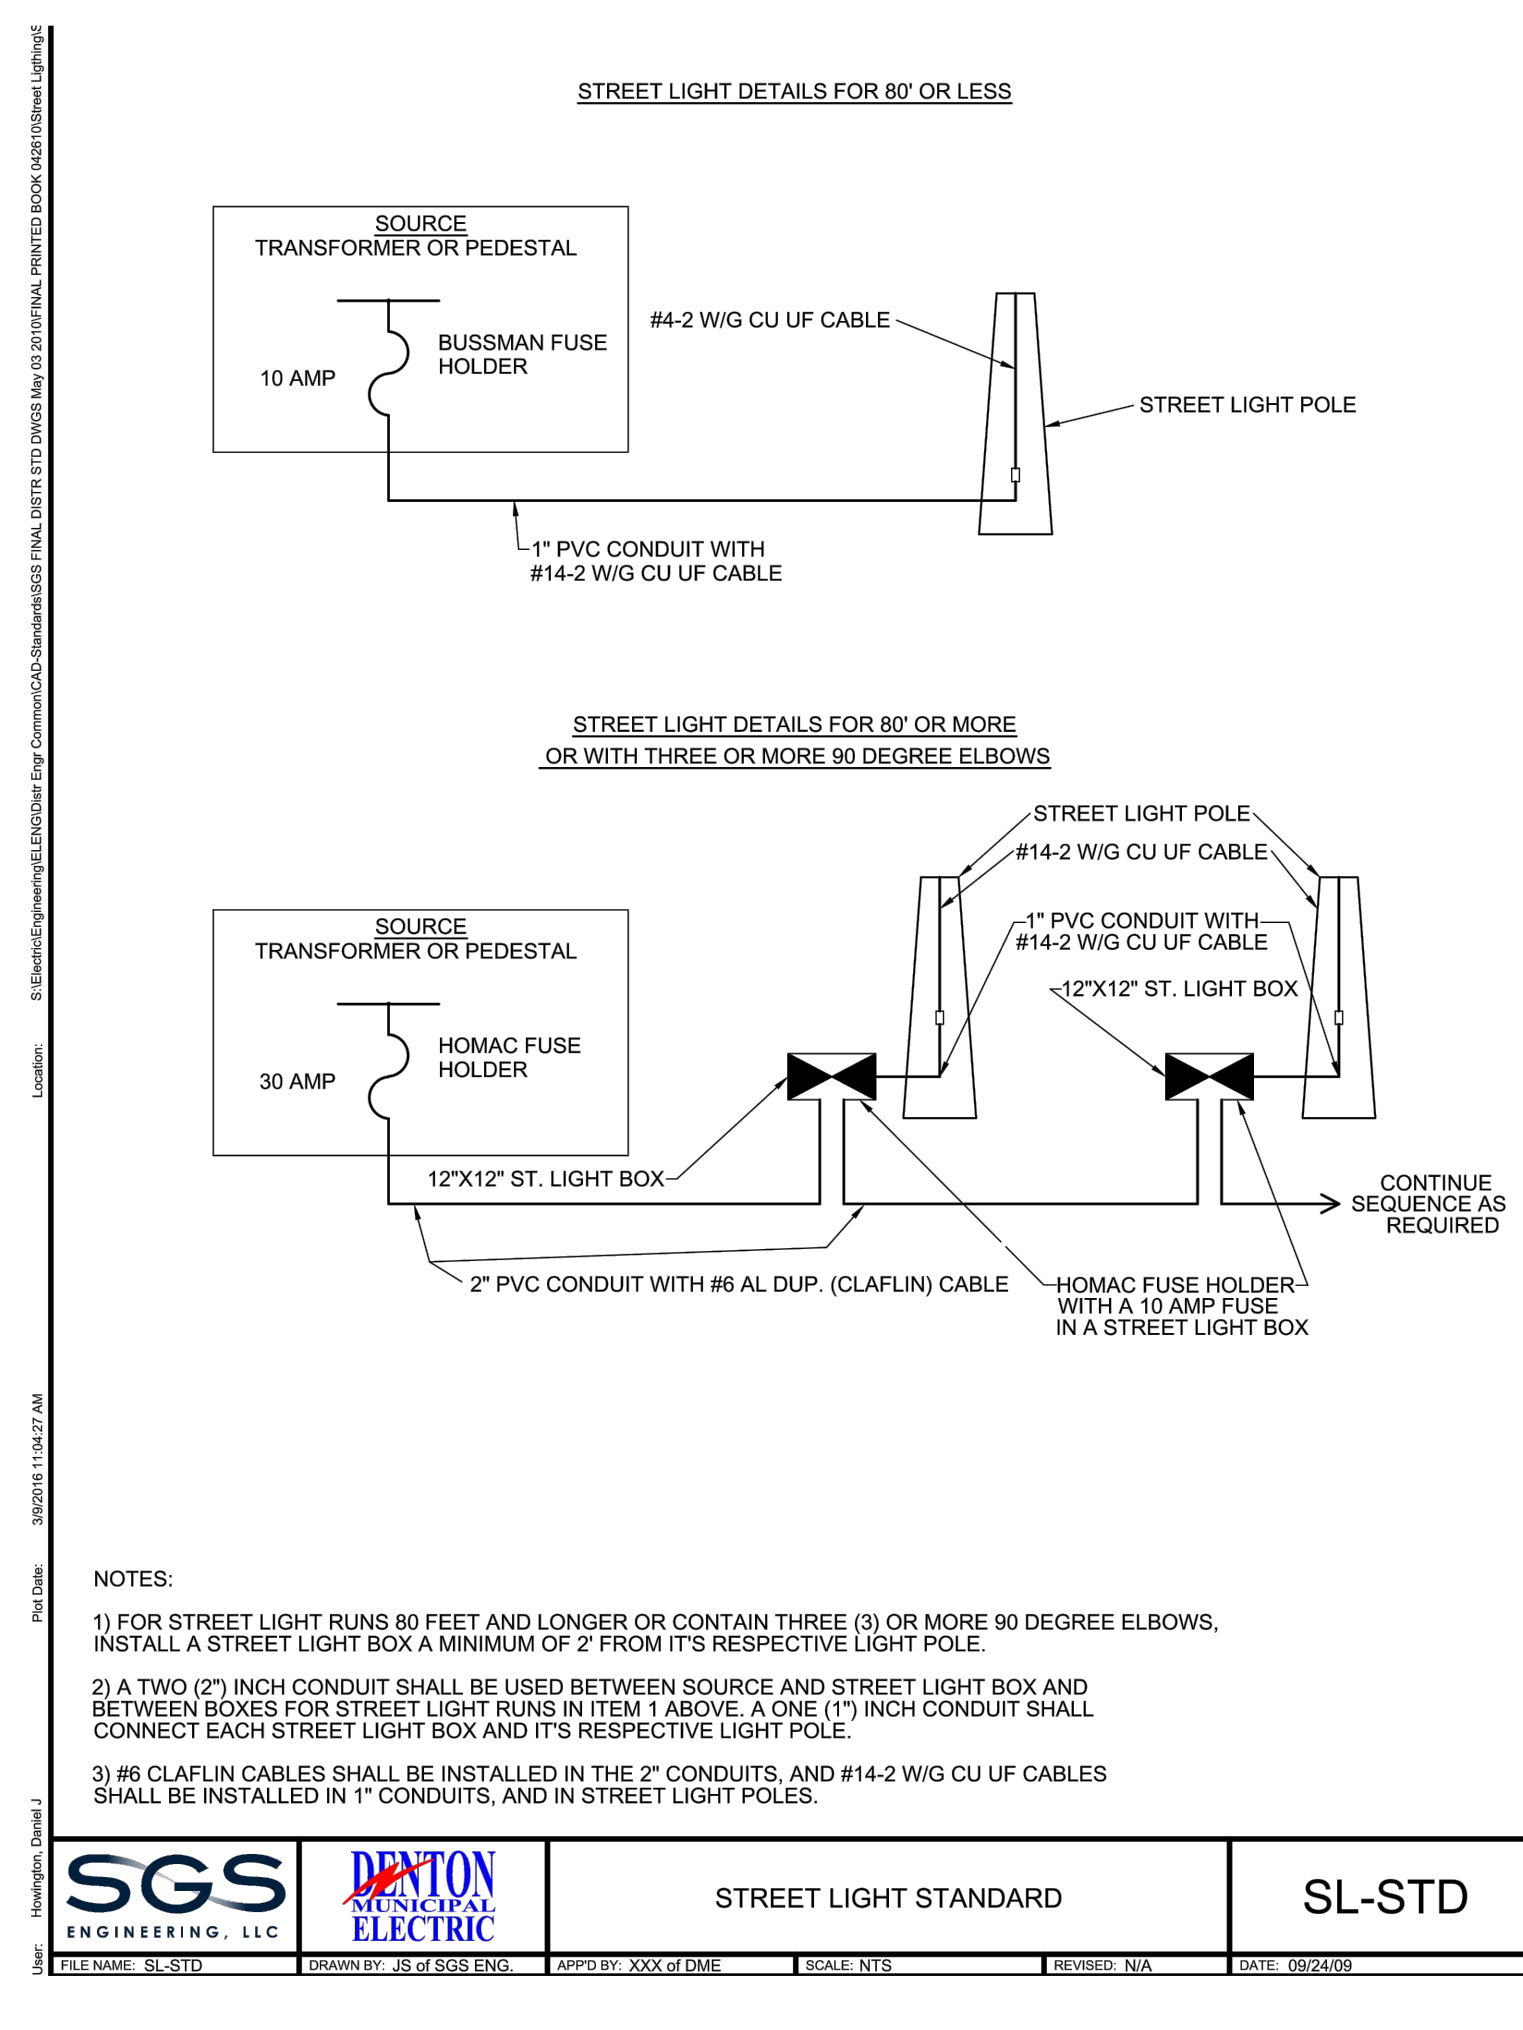 STREET LIGHT DETAILS FOR 80' OR LESS
SOURCE
TRANSFORMER OR PEDESTAL
10 AMP
BUSSMAN FUSE
HOLDER
#4-2 W/G CU UF CABLE
STREET LIGHT POLE
1" PVC CONDUIT WITH
#14-2 W/G CU UF CABLE
STREET LIGHT DETAILS FOR 80' OR MORE
OR WITH THREE OR MORE 90 DEGREE ELBOWS
STREET LIGHT POLE
#14-2 W/G CU UF CABLE
1" PVC CONDUIT WITH
#14-2 W/G CU UF CABLE
12"X12" ST. LIGHT BOX
SOURCE
TRANSFORMER OR PEDESTAL
30 AMP
HOMAC FUSE
HOLDER
12"X12" ST. LIGHT BOX
CONTINUE
SEQUENCE AS
REQUIRED
2" PVC CONDUIT WITH #6 AL DUP. (CLAFLIN) CABLE
HOMAC FUSE HOLDER
WITH A 10 AMP FUSE
IN A STREET LIGHT BOX
NOTES:
1) FOR STREET LIGHT RUNS 80 FEET AND LONGER OR CONTAIN THREE (3) OR MORE 90 DEGREE ELBOWS,
INSTALL A STREET LIGHT BOX A MINIMUM OF 2' FROM IT'S RESPECTIVE LIGHT POLE.
2) A TWO (2") INCH CONDUIT SHALL BE USED BETWEEN SOURCE AND STREET LIGHT BOX AND
BETWEEN BOXES FOR STREET LIGHT RUNS IN ITEM 1 ABOVE. A ONE (1") INCH CONDUIT SHALL
CONNECT EACH STREET LIGHT BOX AND IT'S RESPECTIVE LIGHT POLE.
3) #6 CLAFLIN CABLES SHALL BE INSTALLED IN THE 2" CONDUITS, AND #14-2 W/G CU UF CABLES
SHALL BE INSTALLED IN 1" CONDUITS, AND IN STREET LIGHT POLES.
User: Howington, Daniel J Plot Date: 3/9/2016 11:04:27 AM Location: S:\Electric\Engineering\ELENG\Distr Engr Common\CAD-Standards\SGS FINAL DISTR STD DWGS May 03 2010\FINAL PRINTED BOOK 042610\Street Ligthing\S
SGS
ENGINEERING, LLC
DENTON
MUNICIPAL
ELECTRIC
STREET LIGHT STANDARD
SL-STD
FILE NAME: SL-STD
DRAWN BY: JS of SGS ENG.
APP'D BY: XXX of DME
SCALE: NTS
REVISED: N/A
DATE: 09/24/09